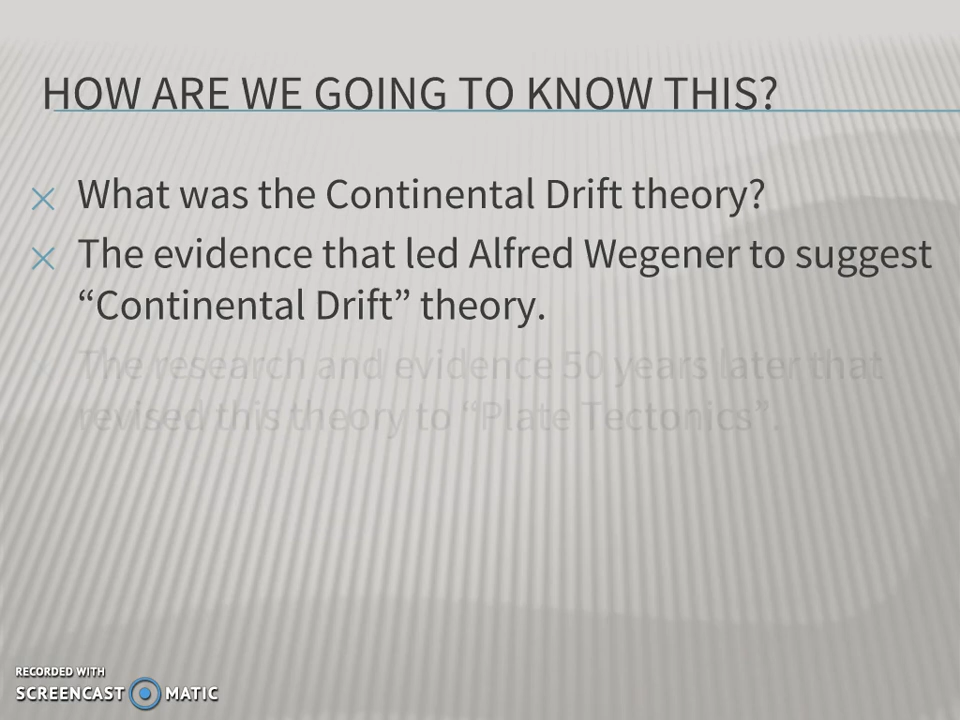 HOW ARE WE GOING TO KNOW THIS?
What was the Continental Drift theory?
The evidence that led Alfred Wegener to suggest
“Continental Drift” theory.
The research and evidence 50 years later that
revised this theory to “Plate Tectonics”.
RECORDED WITH
SCREENCAST MATIC